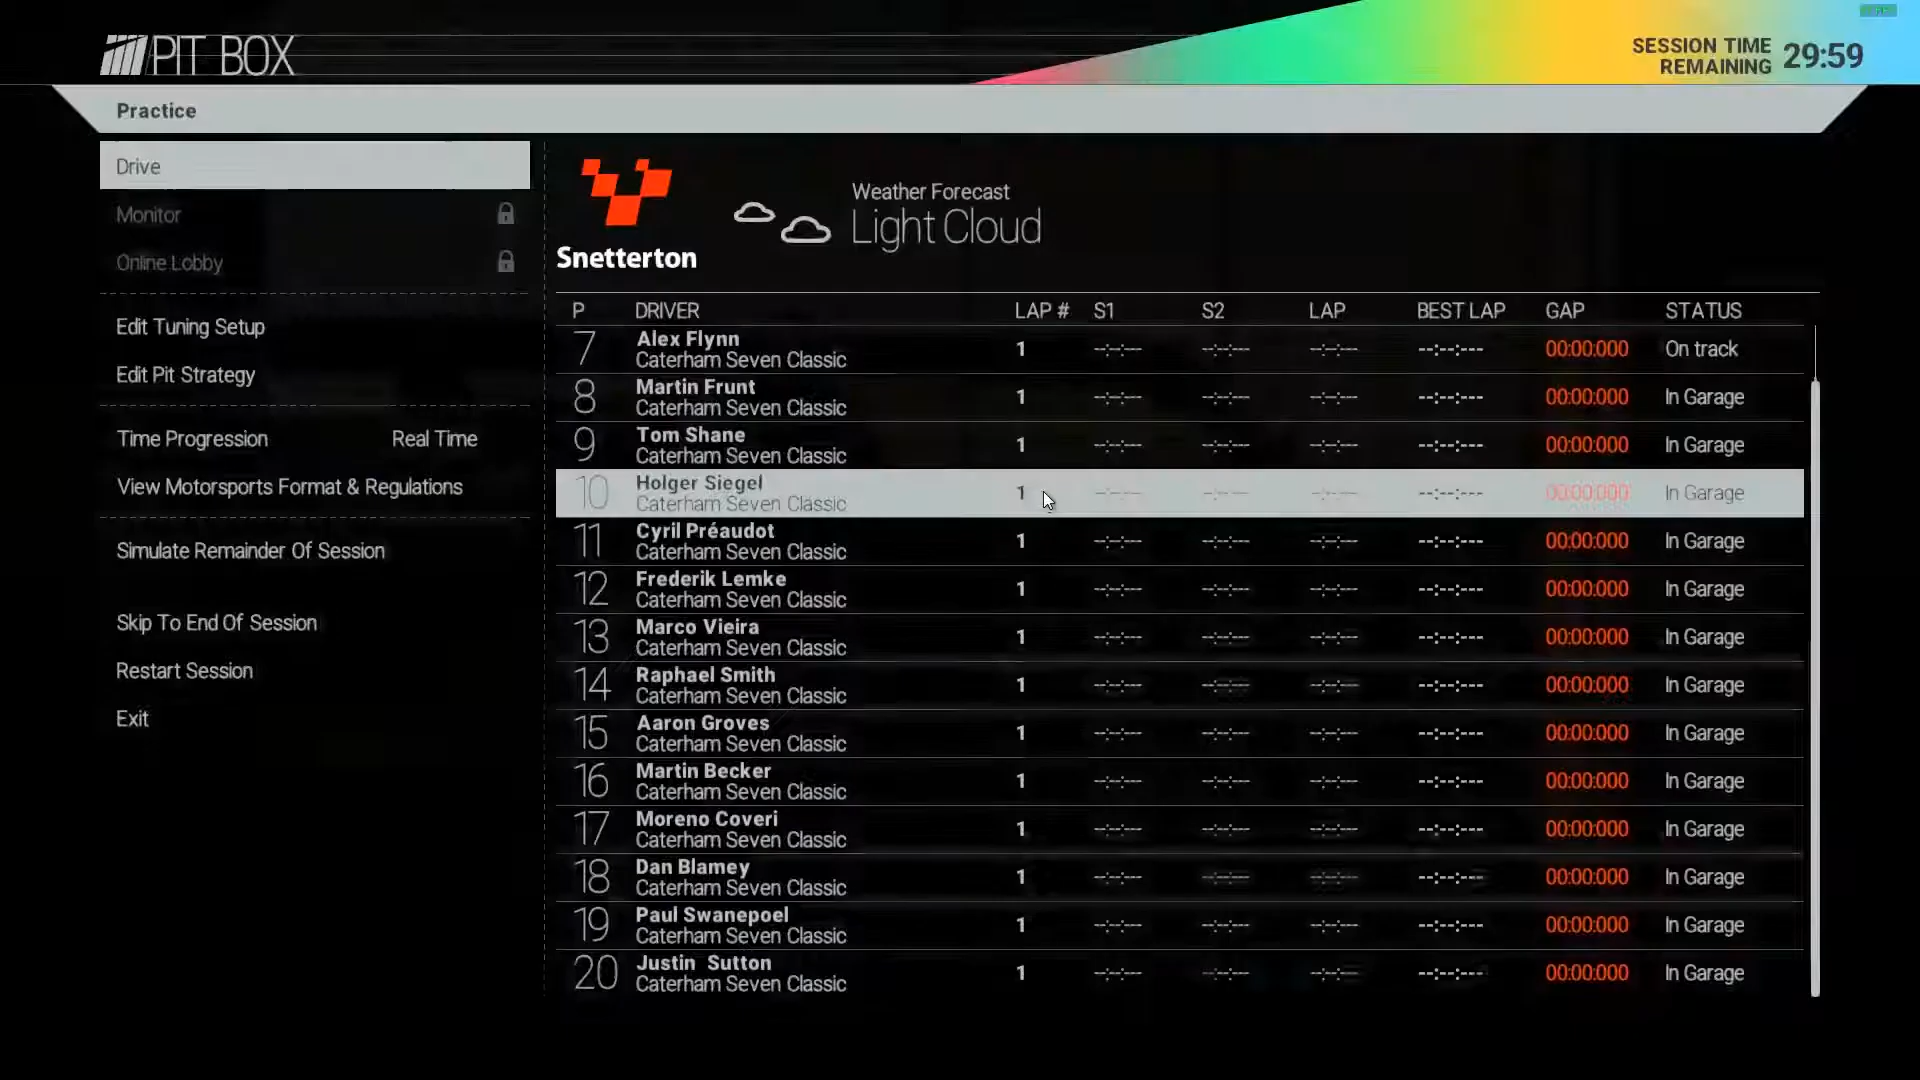 PIT BOX
SESSION TIME
REMAINING
29:59
Practice
Drive
Monitor
Online Lobby
Edit Tuning Setup
Edit Pit Strategy
Time Progression Real Time
View Motorsports Format & Regulations
Simulate Remainder Of Session
Skip To End Of Session
Restart Session
Exit
Snetterton
Weather Forecast
Light Cloud
P DRIVER LAP # S1 S2 LAP BEST LAP GAP STATUS
7 Alex Flynn 1 --:--:--- --:--:--- --:--:--- --:--:--- 00:00:000 On track
Caterham Seven Classic
8 Martin Frunt 1 --:--:--- --:--:--- --:--:--- --:--:--- 00:00:000 In Garage
Caterham Seven Classic
9 Tom Shane 1 --:--:--- --:--:--- --:--:--- --:--:--- 00:00:000 In Garage
Caterham Seven Classic
10 Holger Siegel 1 --:--:--- --:--:--- --:--:--- --:--:--- 00:00:000 In Garage
Caterham Seven Classic
11 Cyril Préaudot 1 --:--:--- --:--:--- --:--:--- --:--:--- 00:00:000 In Garage
Caterham Seven Classic
12 Frederik Lemke 1 --:--:--- --:--:--- --:--:--- --:--:--- 00:00:000 In Garage
Caterham Seven Classic
13 Marco Vieira 1 --:--:--- --:--:--- --:--:--- --:--:--- 00:00:000 In Garage
Caterham Seven Classic
14 Raphael Smith 1 --:--:--- --:--:--- --:--:--- --:--:--- 00:00:000 In Garage
Caterham Seven Classic
15 Aaron Groves 1 --:--:--- --:--:--- --:--:--- --:--:--- 00:00:000 In Garage
Caterham Seven Classic
16 Martin Becker 1 --:--:--- --:--:--- --:--:--- --:--:--- 00:00:000 In Garage
Caterham Seven Classic
17 Moreno Coveri 1 --:--:--- --:--:--- --:--:--- --:--:--- 00:00:000 In Garage
Caterham Seven Classic
18 Dan Blamey 1 --:--:--- --:--:--- --:--:--- --:--:--- 00:00:000 In Garage
Caterham Seven Classic
19 Paul Swanepoel 1 --:--:--- --:--:--- --:--:--- --:--:--- 00:00:000 In Garage
Caterham Seven Classic
20 Justin Sutton 1 --:--:--- --:--:--- --:--:--- --:--:--- 00:00:000 In Garage
Caterham Seven Classic